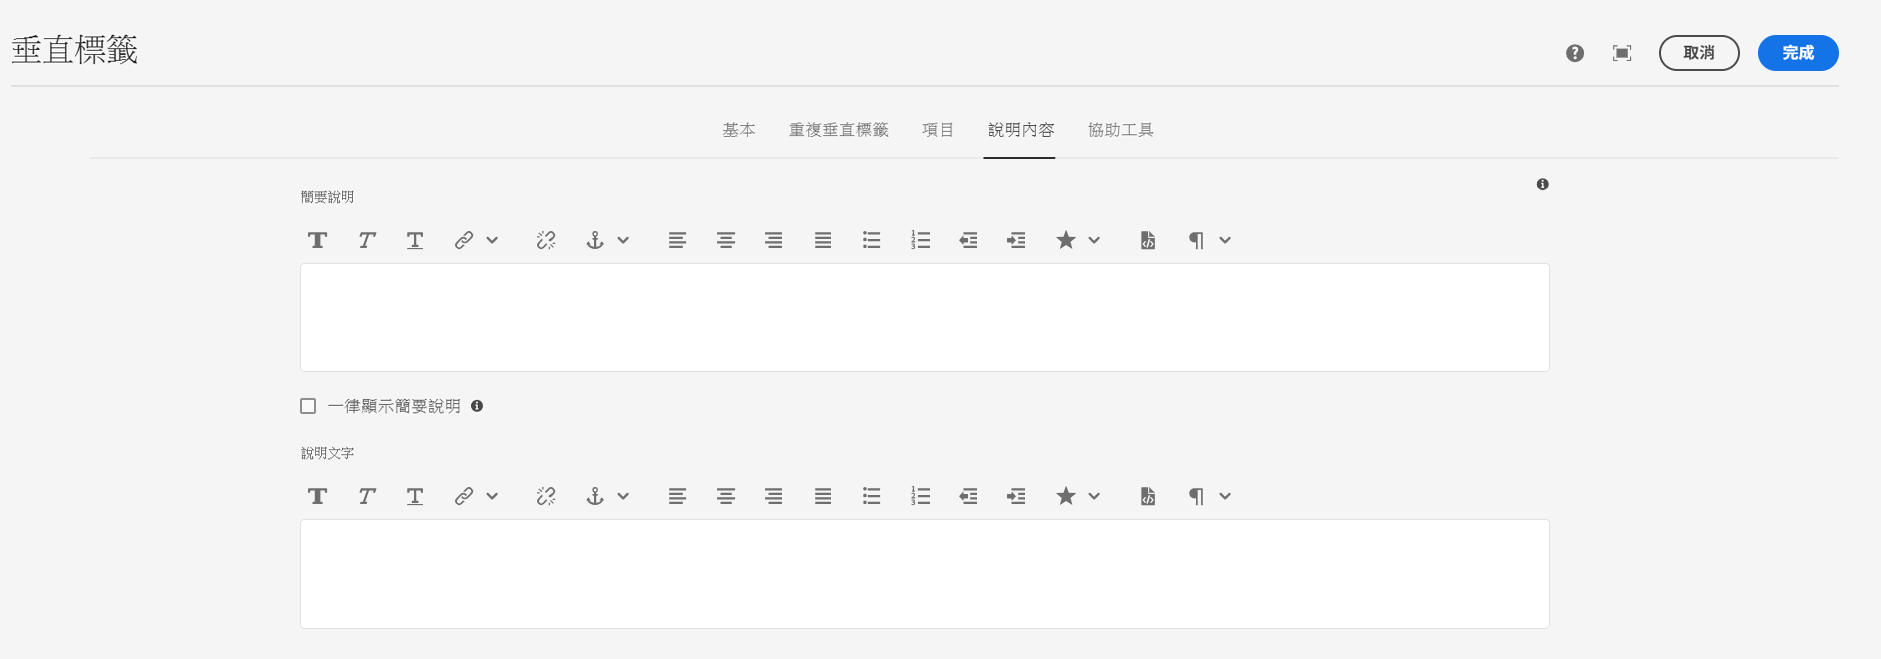 垂直標籤
取消
完成
基本 重複垂直標籤 項目 說明內容 協助工具
簡要說明
一律顯示簡要說明
說明文字